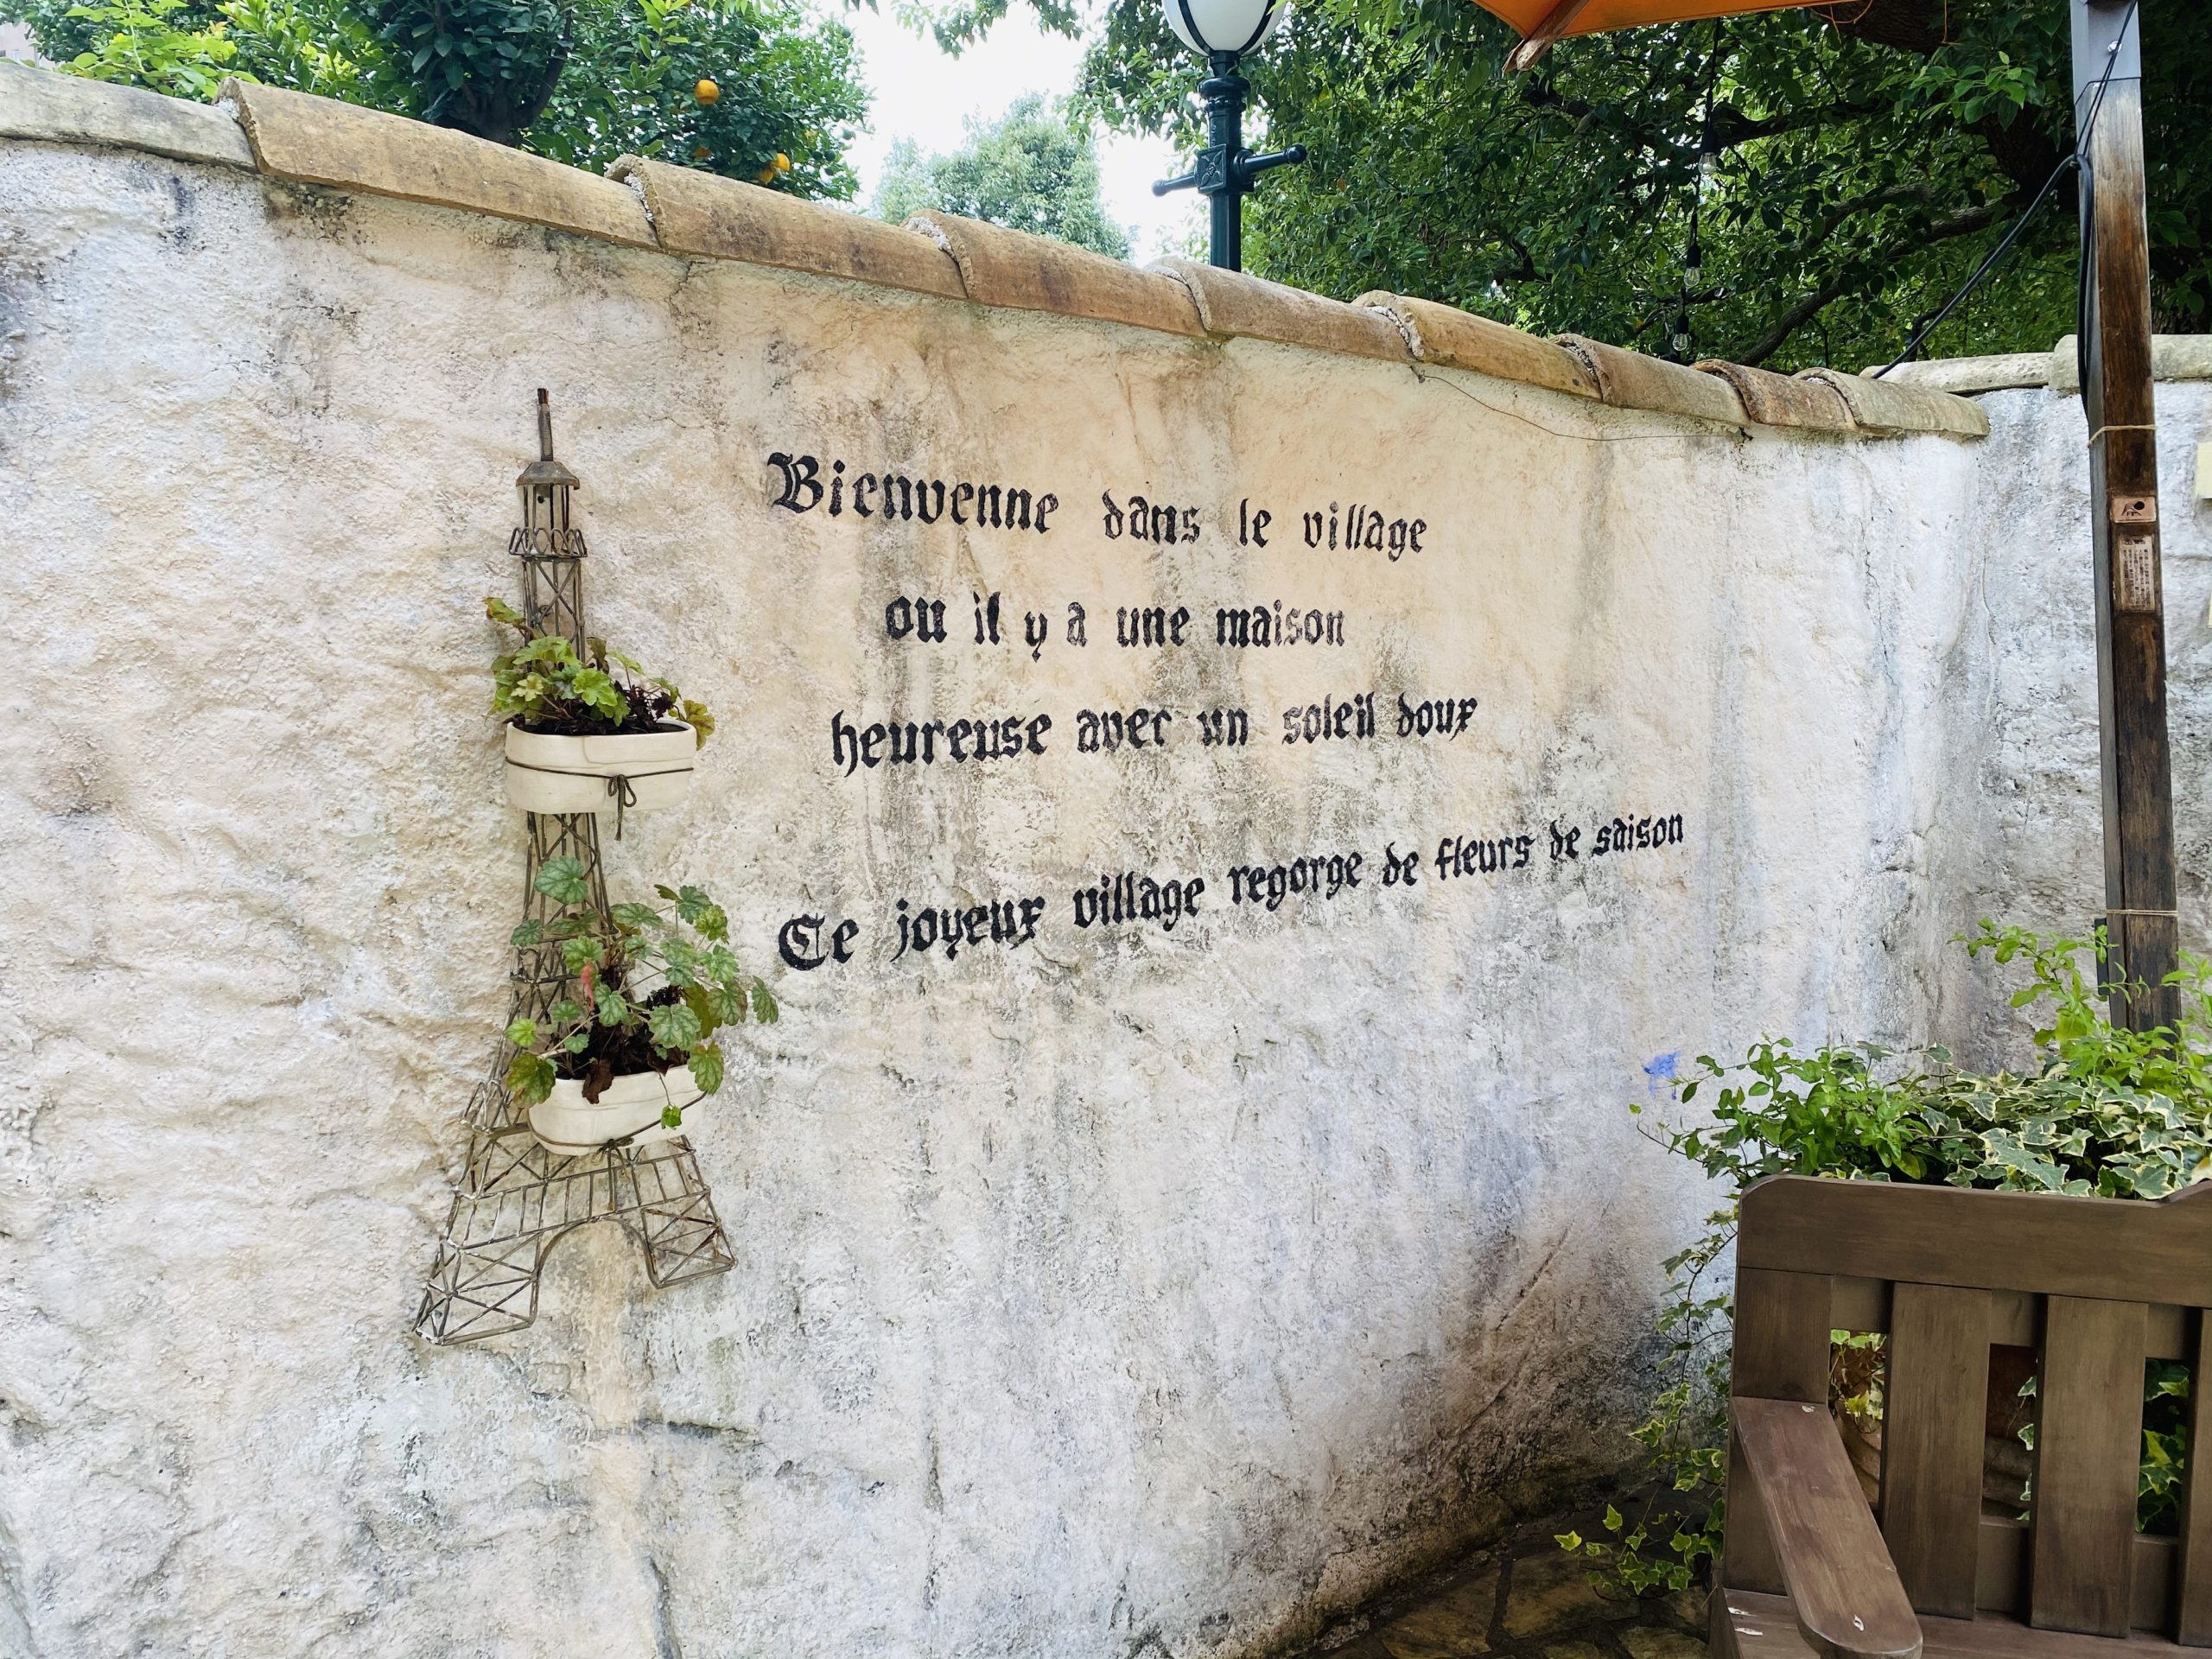 Bienvenne dans le village
ou il y a une maison
heureuse avec un soleil doux
Ce joyeux village regorge de fleurs de saison